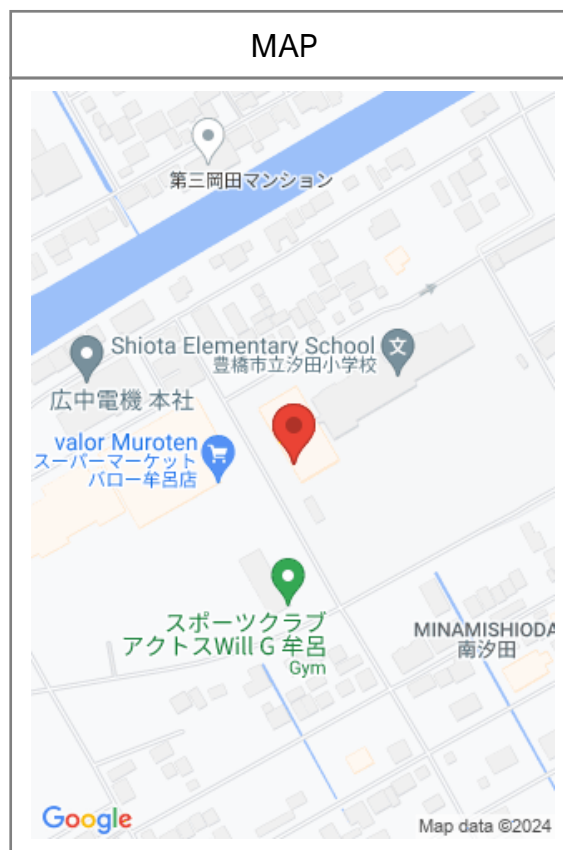 MAP
第三岡田マンション
Shiota Elementary School
豊橋市立汐田小学校
文
広中電機 本社
valor Muroten
スーパーマーケット
バロー牟呂店
スポーツクラブ
アクトスWill G 牟呂
Gym
MINAMISHIODA
南汐田
Google
Map data ©2024